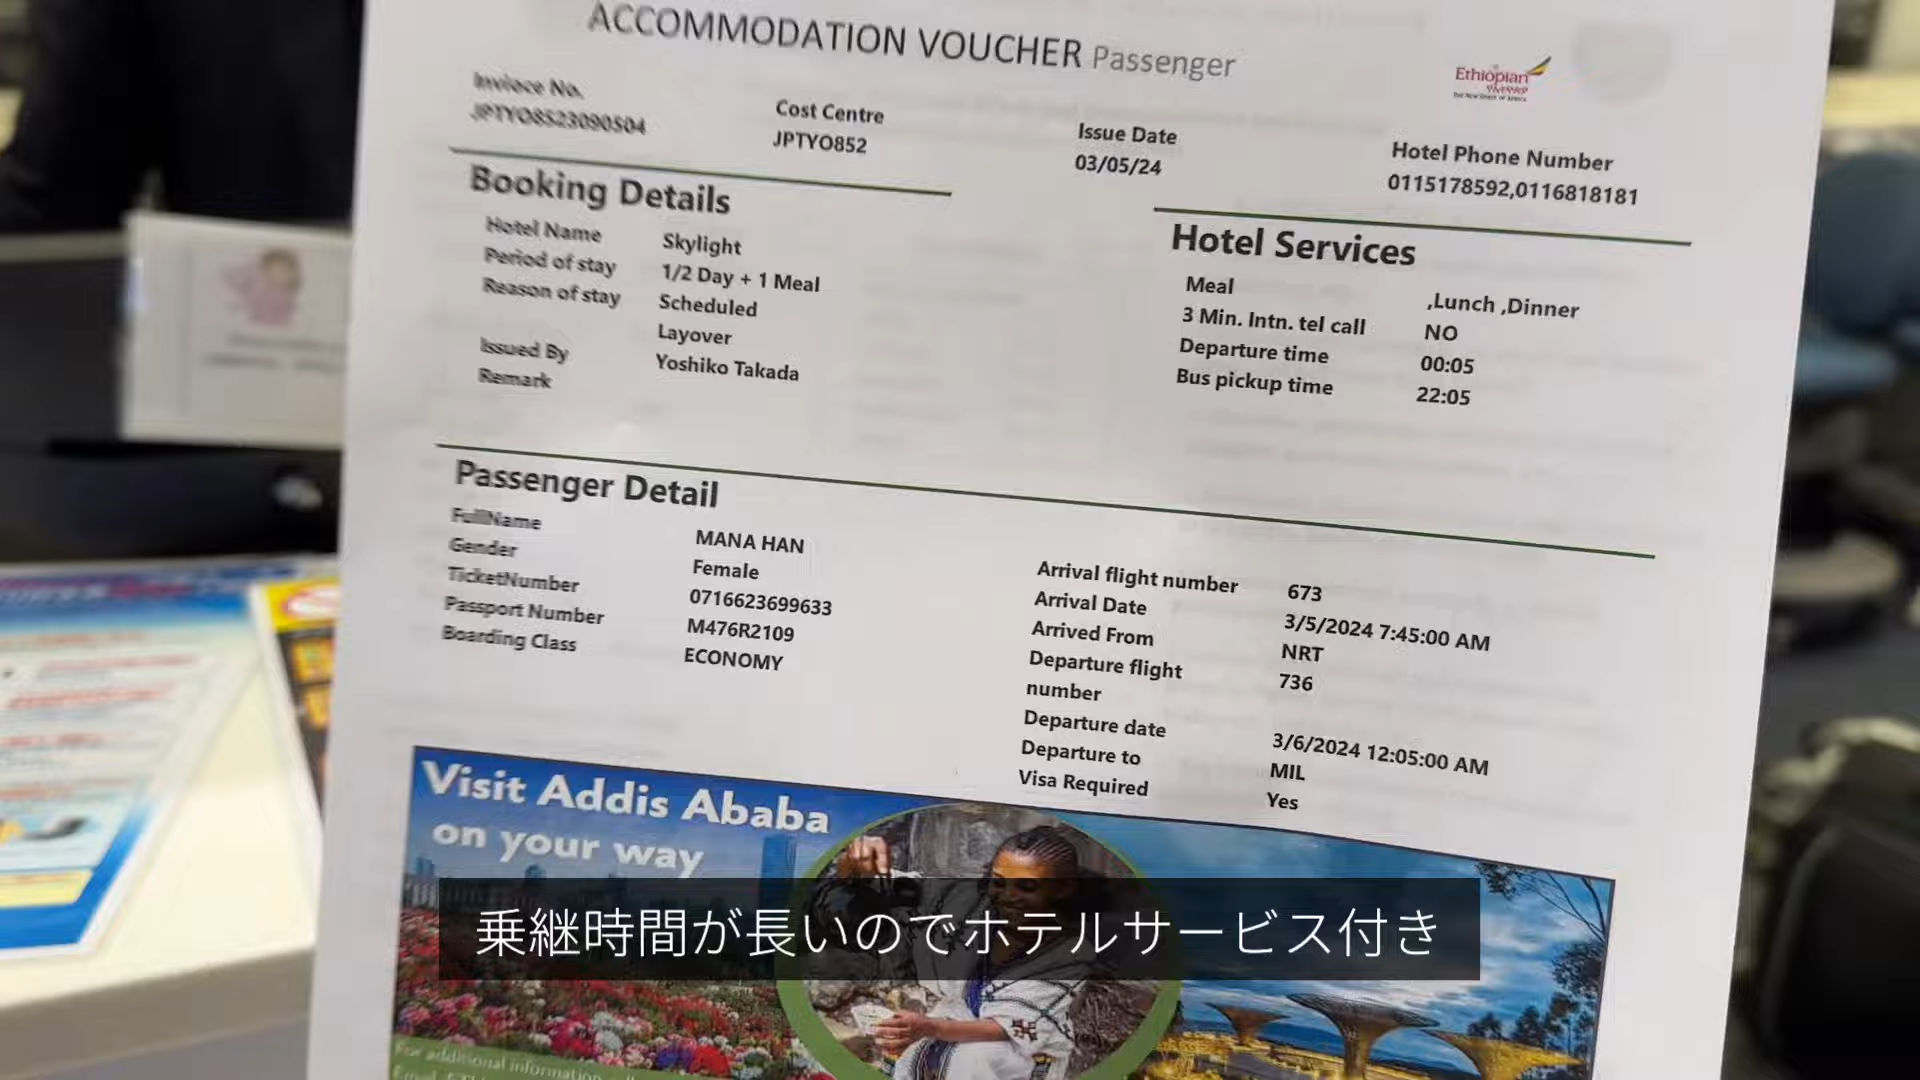 ACCOMMODATION VOUCHER Passenger
Ethiopian
Invioce No.
JPTYO8523090504
Cost Centre
JPTYO852
Issue Date
03/05/24
Hotel Phone Number
0115178592,0116818181
Booking Details
Hotel Name Skylight
Period of stay 1/2 Day + 1 Meal
Reason of stay Scheduled
Layover
Issued By Yoshiko Takada
Remark
Hotel Services
Meal ,Lunch ,Dinner
3 Min. Intn. tel call NO
Departure time 00:05
Bus pickup time 22:05
Passenger Detail
FullName MANA HAN
Gender Female
TicketNumber 0716623699633
Passport Number M476R2109
Boarding Class ECONOMY
Arrival flight number 673
Arrival Date 3/5/2024 7:45:00 AM
Arrived From NRT
Departure flight 736
number
Departure date 3/6/2024 12:05:00 AM
Departure to MIL
Visa Required Yes
Visit Addis Ababa
on your way
乗継時間が長いのでホテルサービス付き
For additional information